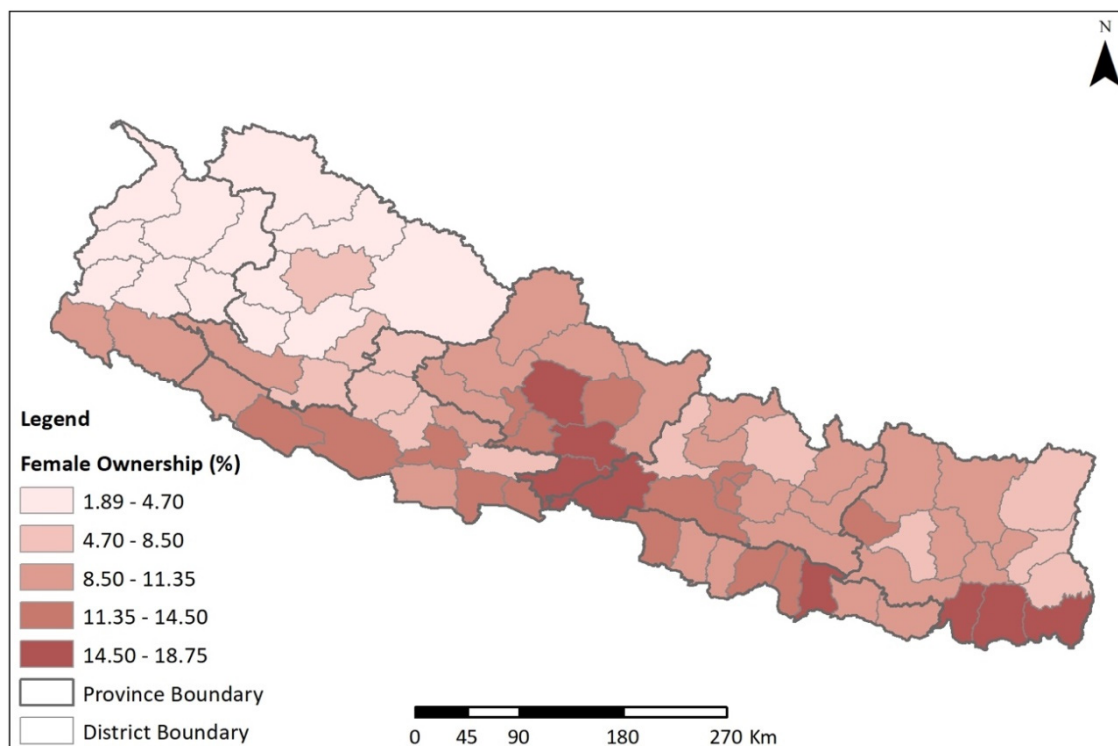 N
Legend
Female Ownership (%)
1.89 - 4.70
4.70 - 8.50
8.50 - 11.35
11.35 - 14.50
14.50 - 18.75
Province Boundary
District Boundary
0 45 90 180 270 Km